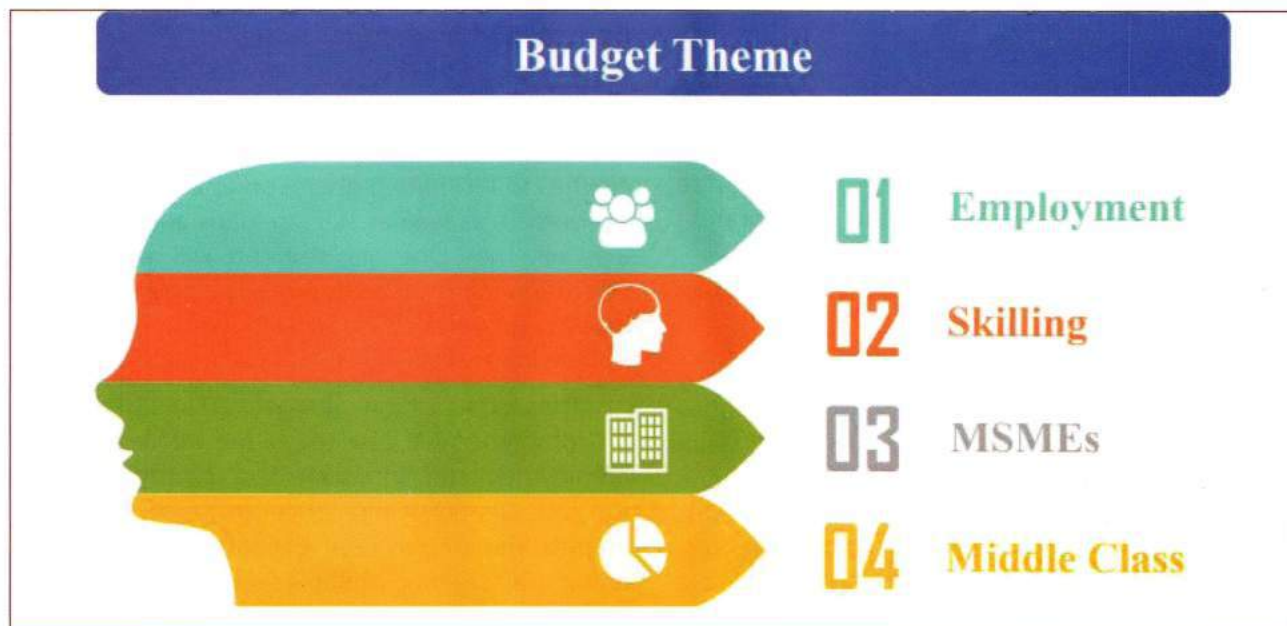 Budget Theme
01 Employment
02 Skilling
03 MSMEs
04 Middle Class